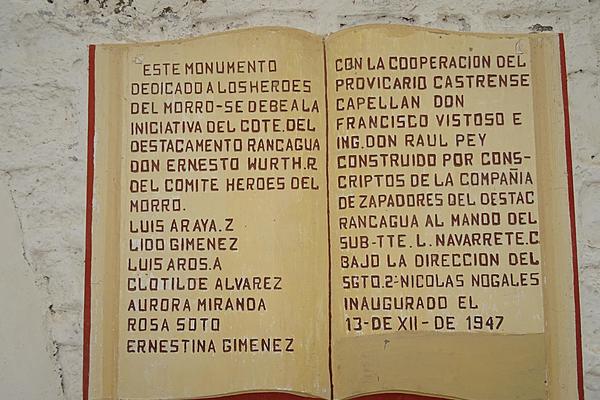 ESTE MONUMENTO
DEDICADO A LOS HEROES
DEL MORRO-SE DEBE A LA
INICIATIVA DEL CDTE. DEL
DESTACAMENTO RANCAGUA
DON ERNESTO WURTH.R
DEL COMITE HEROES DEL
MORRO.
LUIS ARAYA.Z
LIDO GIMENEZ
LUIS AROS.A
CLOTILDE ALVAREZ
AURORA MIRANDA
ROSA SOTO
ERNESTINA GIMENEZ
CON LA COOPERACION DEL
PROVICARIO CASTRENSE
CAPELLAN DON
FRANCISCO VISTOSO E
ING. DON RAUL PEY
CONSTRUIDO POR CONS-
CRIPTOS DE LA COMPAÑIA
DE ZAPADORES DEL DESTAC
RANCAGUA AL MANDO DEL
SUB-TTE. L. NAVARRETE.C
BAJO LA DIRECCION DEL
SGTO. 2º NICOLAS NOGALES
INAUGURADO EL
13-DE XII-DE 1947